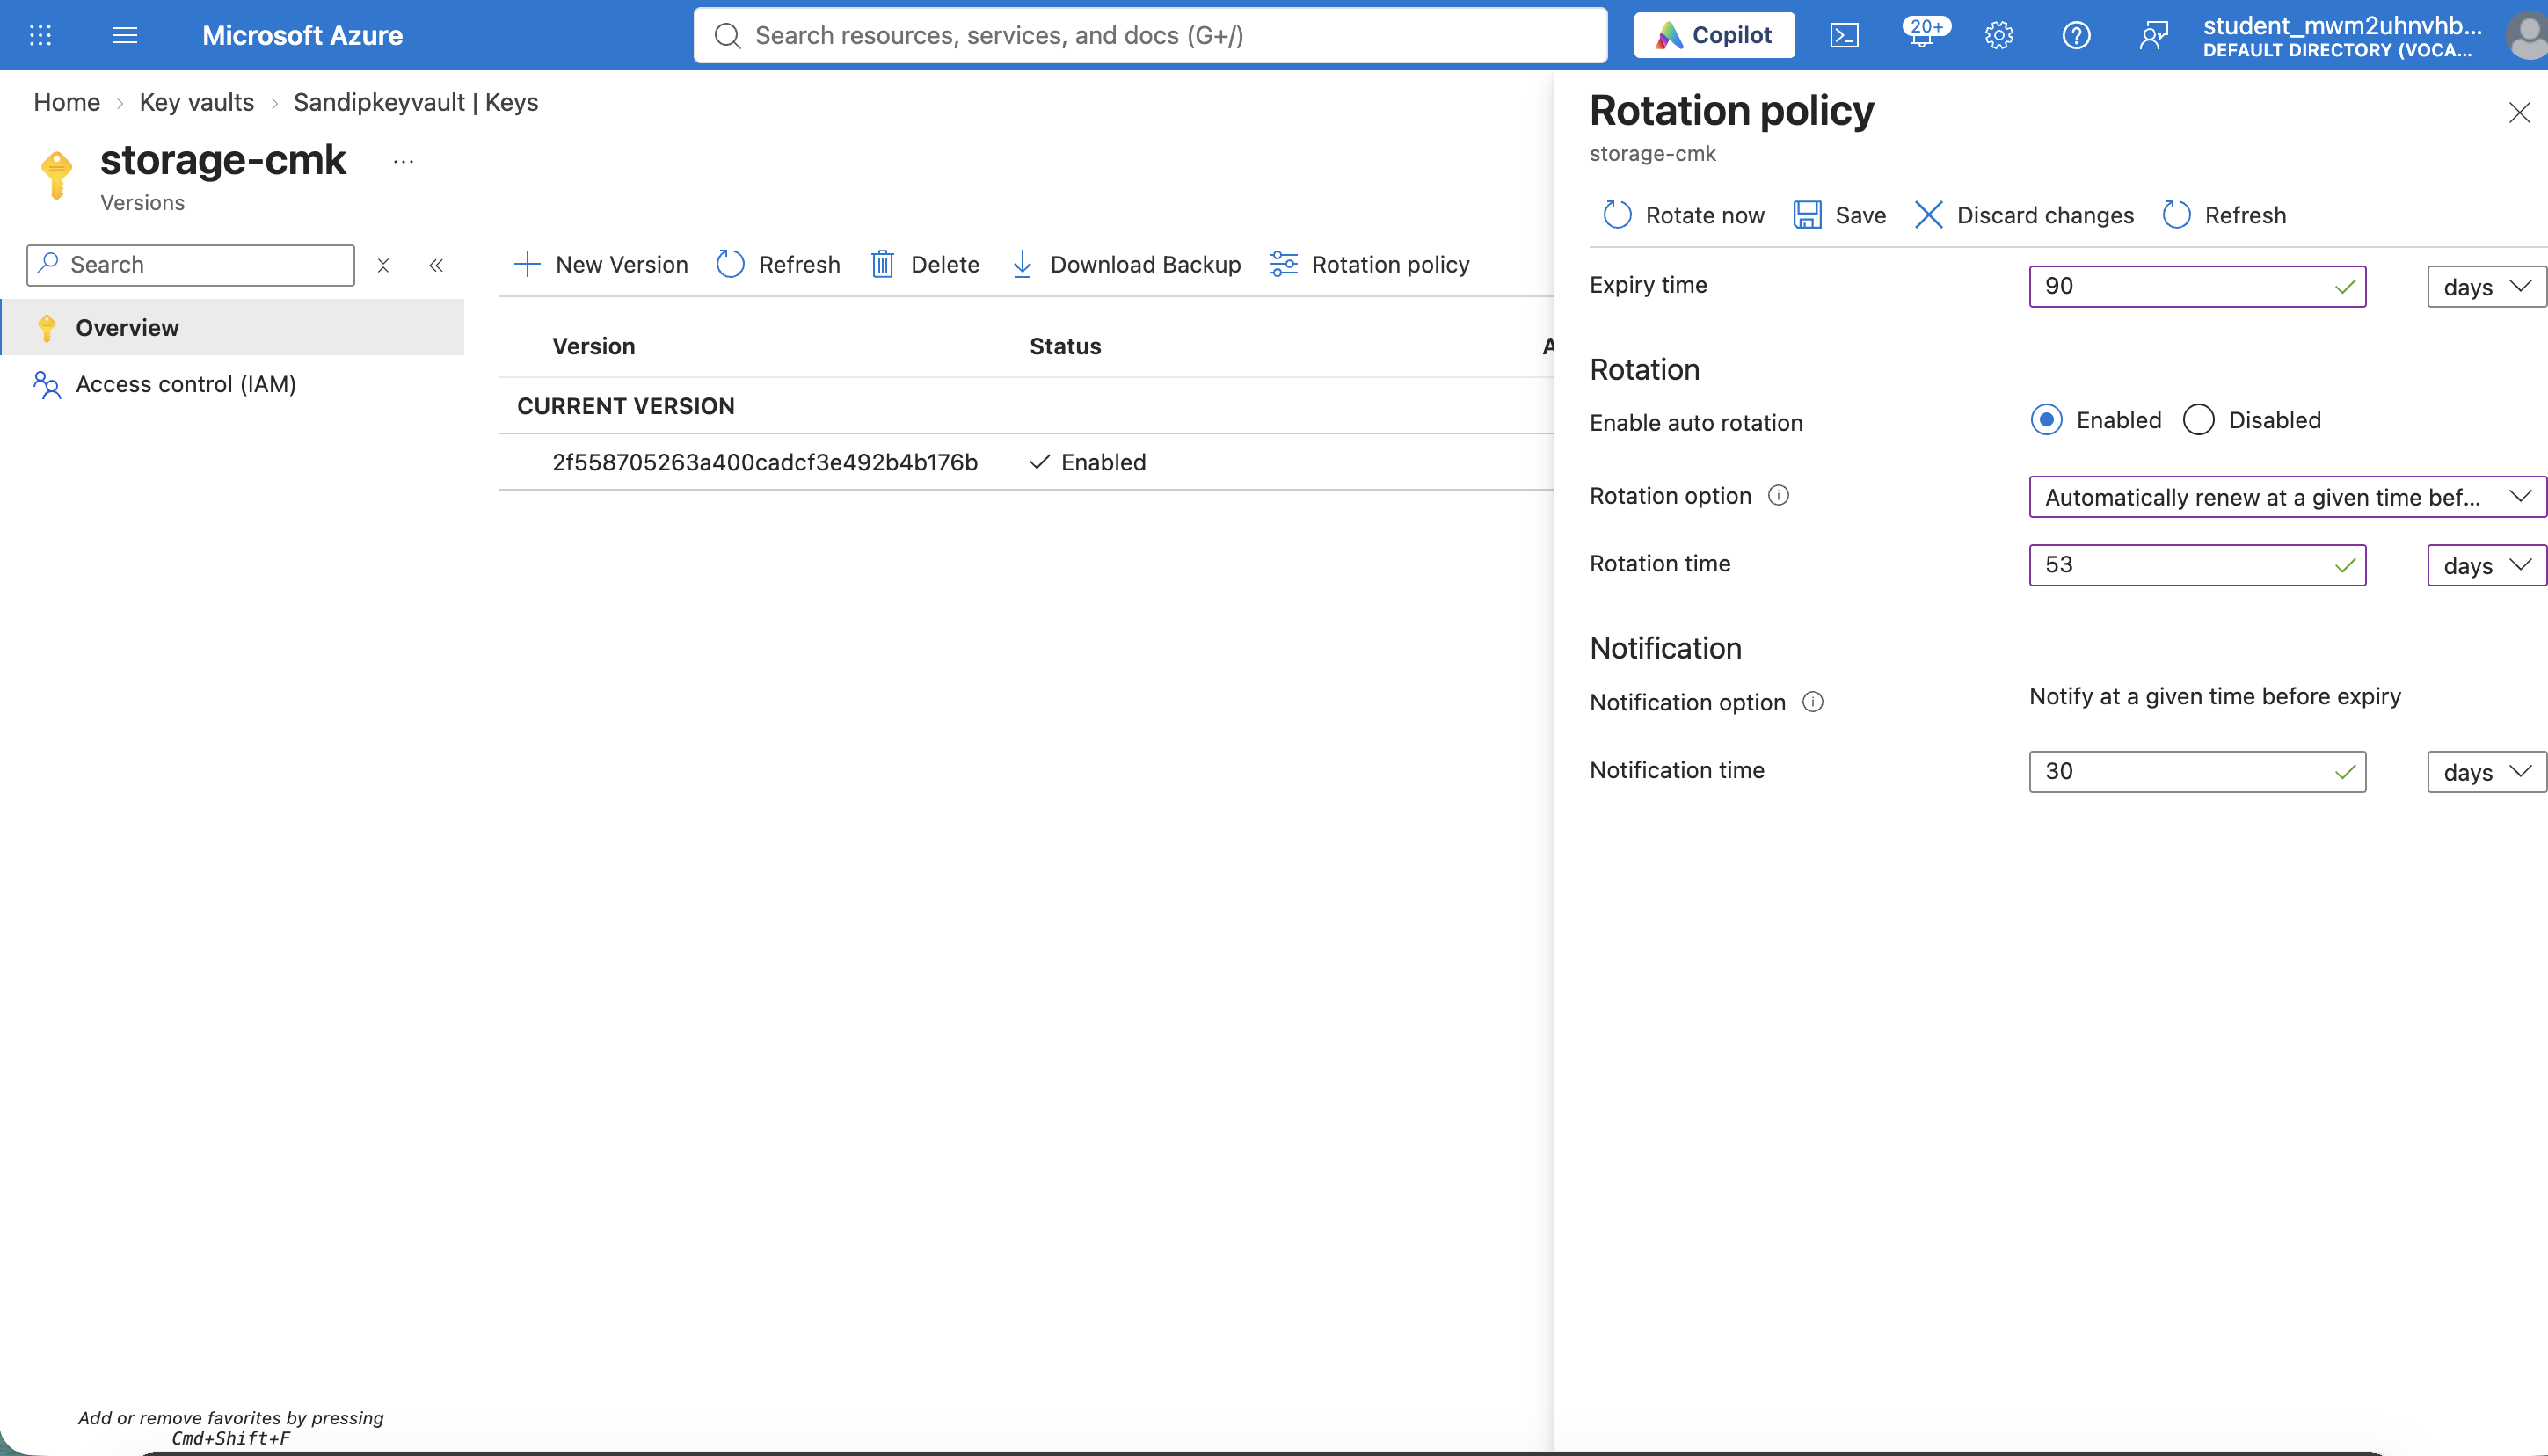 Microsoft Azure
Search resources, services, and docs (G+/)
Copilot
20+
student_mwm2uhnvhb...
DEFAULT DIRECTORY (VOCA...
Home > Key vaults > Sandipkeyvault | Keys
storage-cmk ...
Versions
Search
Overview
Access control (IAM)
New Version Refresh Delete Download Backup Rotation policy
Version Status A
CURRENT VERSION
2f558705263a400cadcf3e492b4b176b Enabled
Add or remove favorites by pressing
Cmd+Shift+F
Rotation policy
storage-cmk
Rotate now Save Discard changes Refresh
Expiry time 90 days
Rotation
Enable auto rotation Enabled Disabled
Rotation option Automatically renew at a given time bef...
Rotation time 53 days
Notification
Notification option Notify at a given time before expiry
Notification time 30 days